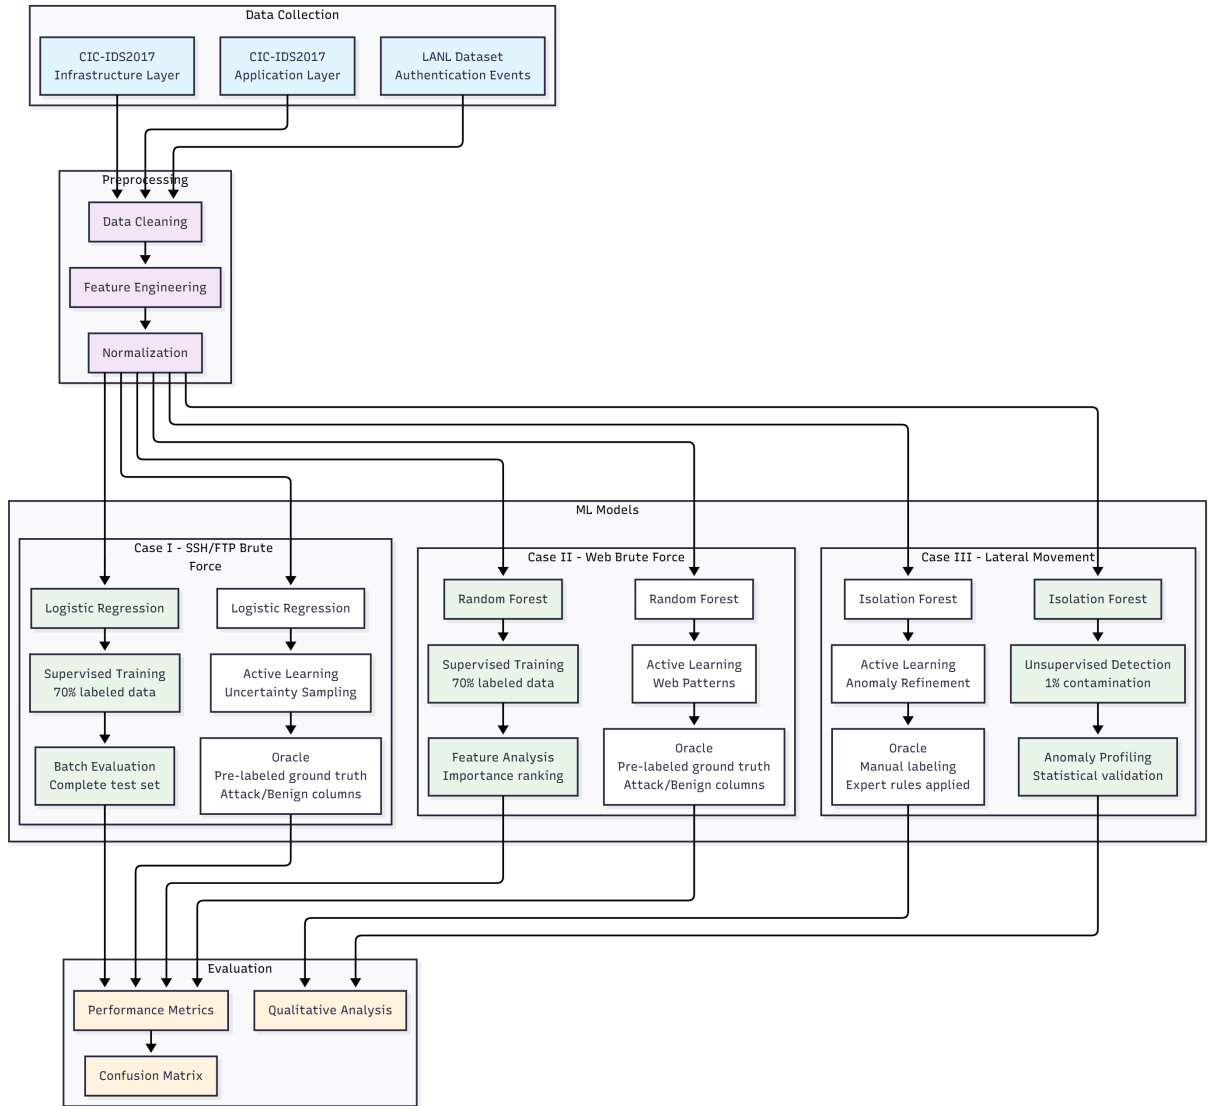 Data Collection
CIC-IDS2017
Infrastructure Layer
CIC-IDS2017
Application Layer
LANL Dataset
Authentication Events
Preprocessing
Data Cleaning
Feature Engineering
Normalization
ML Models
Case I - SSH/FTP Brute
Force
Logistic Regression
Supervised Training
70% labeled data
Batch Evaluation
Complete test set
Logistic Regression
Active Learning
Uncertainty Sampling
Oracle
Pre-labeled ground truth
Attack/Benign columns
Case II - Web Brute Force
Random Forest
Supervised Training
70% labeled data
Feature Analysis
Importance ranking
Random Forest
Active Learning
Web Patterns
Oracle
Pre-labeled ground truth
Attack/Benign columns
Case III - Lateral Movement
Isolation Forest
Active Learning
Anomaly Refinement
Oracle
Manual labeling
Expert rules applied
Isolation Forest
Unsupervised Detection
1% contamination
Anomaly Profiling
Statistical validation
Evaluation
Performance Metrics
Qualitative Analysis
Confusion Matrix